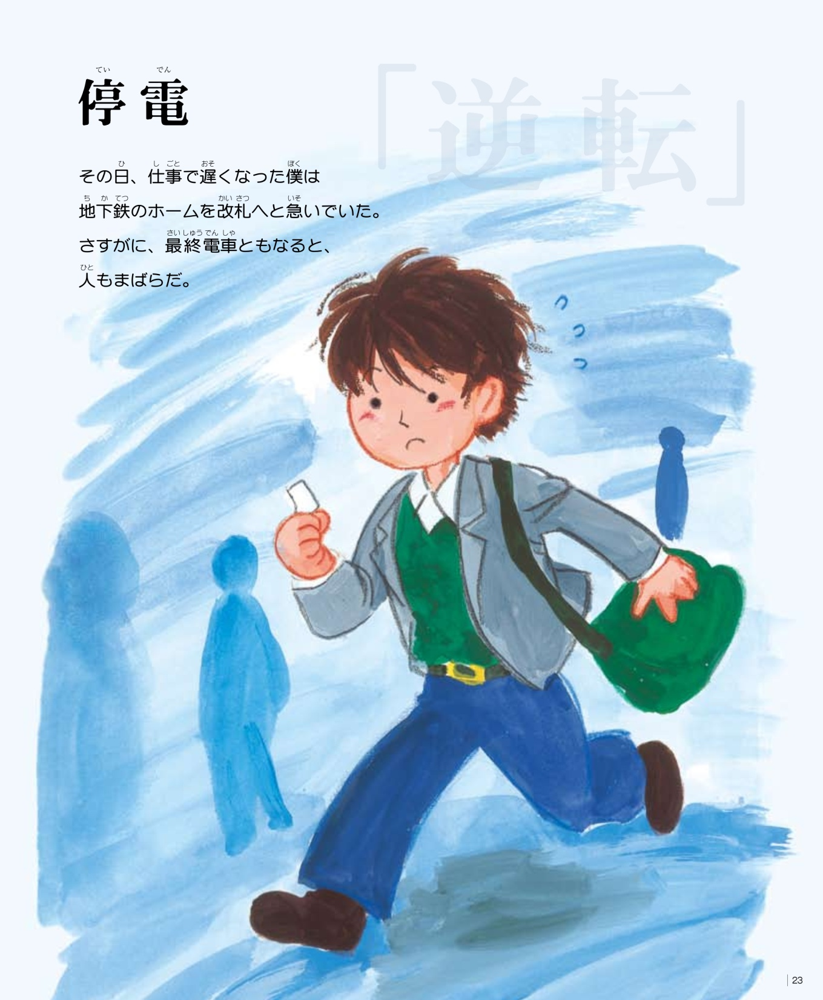 停電
「逆転」
その日、仕事で遅くなった僕は
地下鉄のホームを改札へと急いでいた。
さすがに、最終電車ともなると、
人もまばらだ。
23